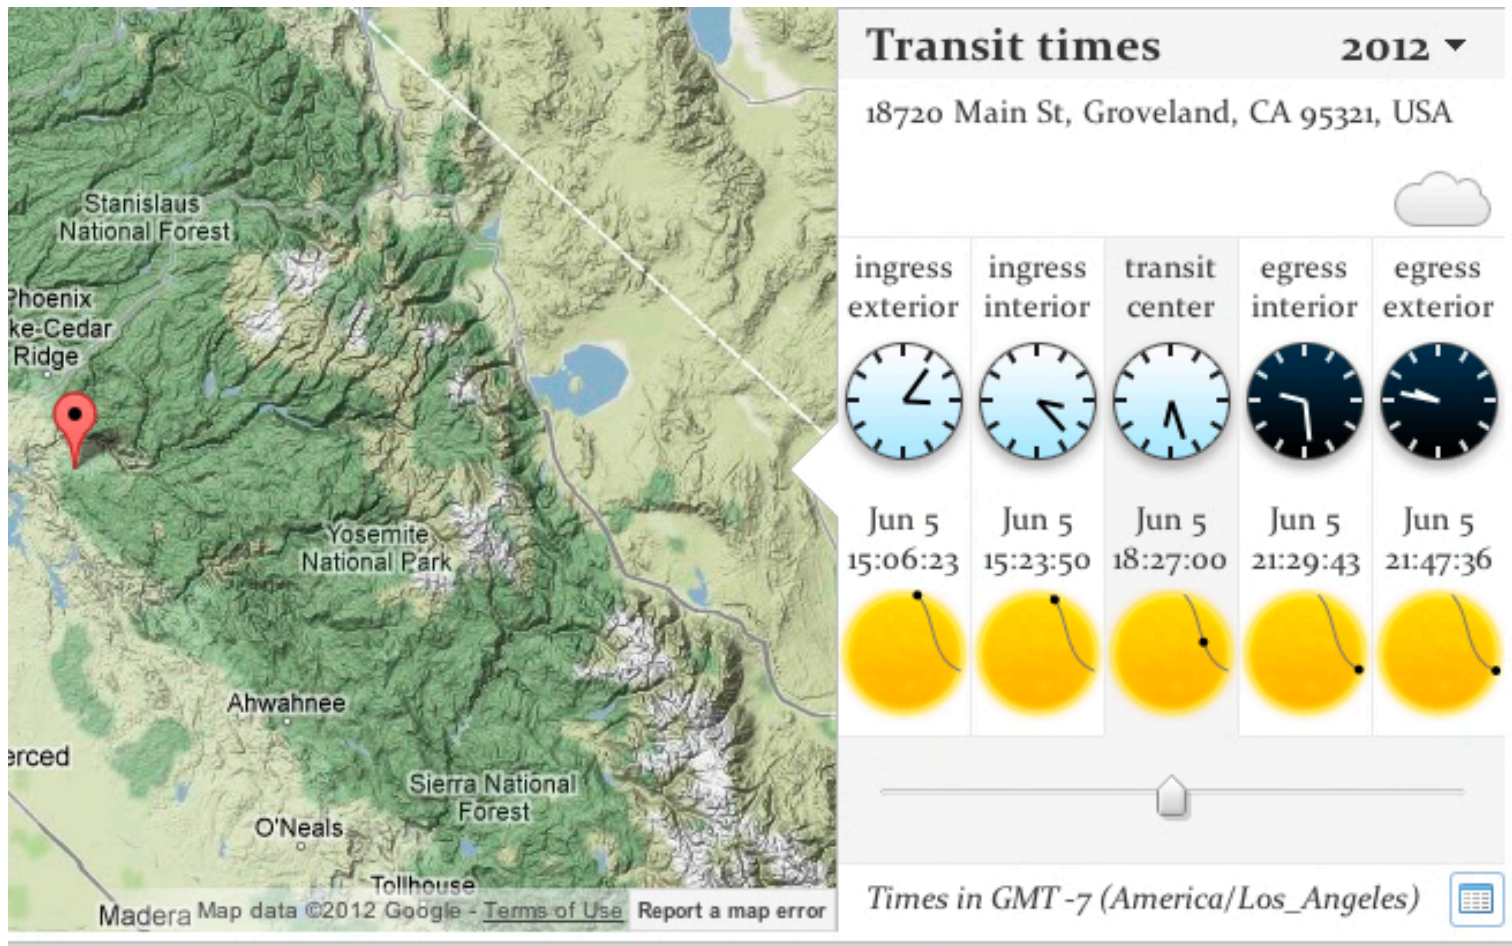 Stanislaus
National Forest
Phoenix
ke-Cedar
Ridge
Yosemite
National Park
Ahwahnee
erced
Sierra National
Forest
O'Neals
Tollhouse
Madera
Map data ©2012 Google - Terms of Use
Report a map error
Transit times
2012
18720 Main St, Groveland, CA 95321, USA
ingress exterior
ingress interior
transit center
egress interior
egress exterior
Jun 5
15:06:23
Jun 5
15:23:50
Jun 5
18:27:00
Jun 5
21:29:43
Jun 5
21:47:36
Times in GMT -7 (America/Los_Angeles)